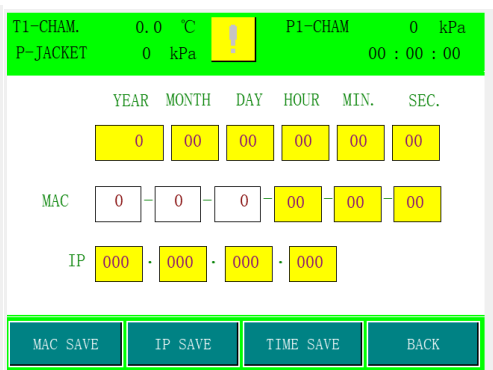 T1-CHAM. 0.0 ℃ ! P1-CHAM 0 kPa
P-JACKET 0 kPa 00 : 00 : 00
YEAR MONTH DAY HOUR MIN. SEC.
0 00 00 00 00 00
MAC 0 - 0 - 0 - 00 - 00 - 00
IP 000 . 000 . 000 . 000
MAC SAVE IP SAVE TIME SAVE BACK